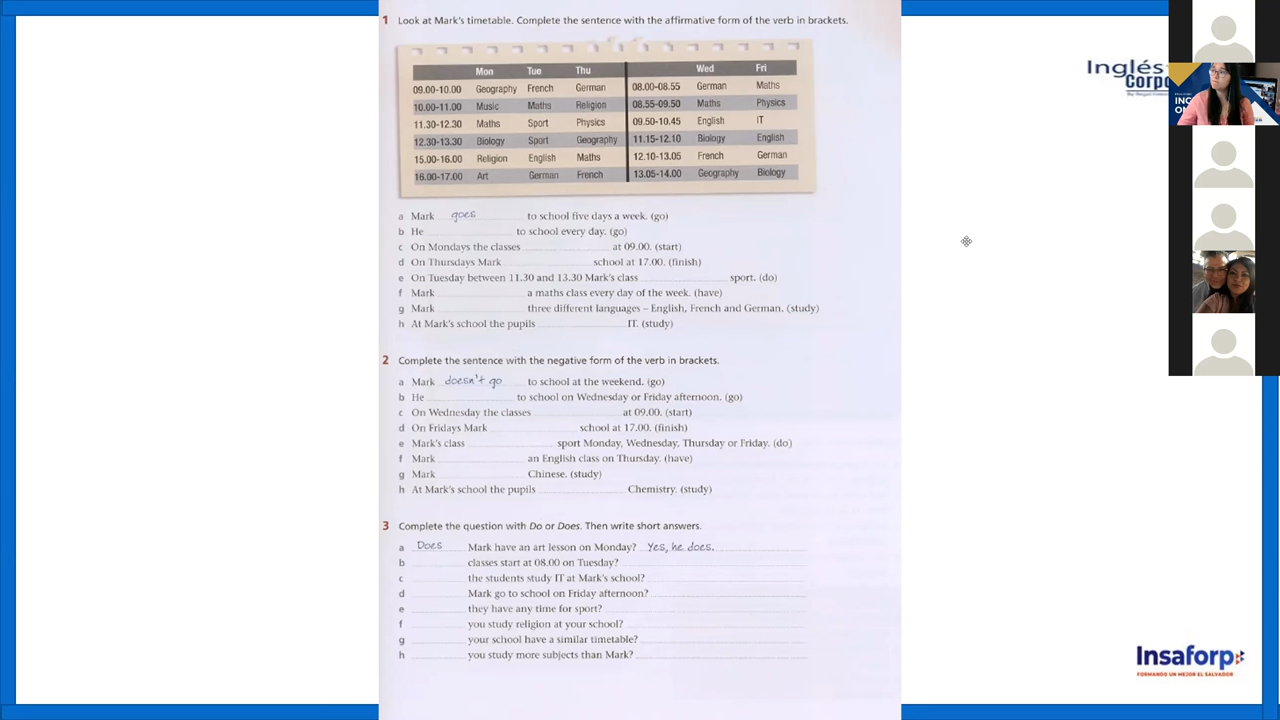 1 Look at Mark's timetable. Complete the sentence with the affirmative form of the verb in brackets.
Mon Tue Thu Wed Fri
09.00-10.00 Geography French German 08.00-08.55 German Maths
10.00-11.00 Music Maths Religion 08.55-09.50 Maths Physics
11.30-12.30 Maths Sport Physics 09.50-10.45 English IT
12.30-13.30 Biology Sport Geography 11.15-12.10 Biology English
15.00-16.00 Religion English Maths 12.10-13.05 French German
16.00-17.00 Art German French 13.05-14.00 Geography Biology
a Mark goes to school five days a week. (go)
b He to school every day. (go)
c On Mondays the classes at 09.00. (start)
d On Thursdays Mark school at 17.00. (finish)
e On Tuesday between 11.30 and 13.30 Mark's class sport. (do)
f Mark a maths class every day of the week. (have)
g Mark three different languages – English, French and German. (study)
h At Mark's school the pupils IT. (study)
2 Complete the sentence with the negative form of the verb in brackets.
a Mark doesn't go to school at the weekend. (go)
b He to school on Wednesday or Friday afternoon. (go)
c On Wednesday the classes at 09.00. (start)
d On Fridays Mark school at 17.00. (finish)
e Mark's class sport Monday, Wednesday, Thursday or Friday. (do)
f Mark an English class on Thursday. (have)
g Mark Chinese. (study)
h At Mark's school the pupils Chemistry. (study)
3 Complete the question with Do or Does. Then write short answers.
a Does Mark have an art lesson on Monday? Yes, he does.
b classes start at 08.00 on Tuesday?
c the students study IT at Mark's school?
d Mark go to school on Friday afternoon?
e they have any time for sport?
f you study religion at your school?
g your school have a similar timetable?
h you study more subjects than Mark?
Inglés
Corpo
Insaforp
FORMANDO UN MEJOR EL SALVADOR